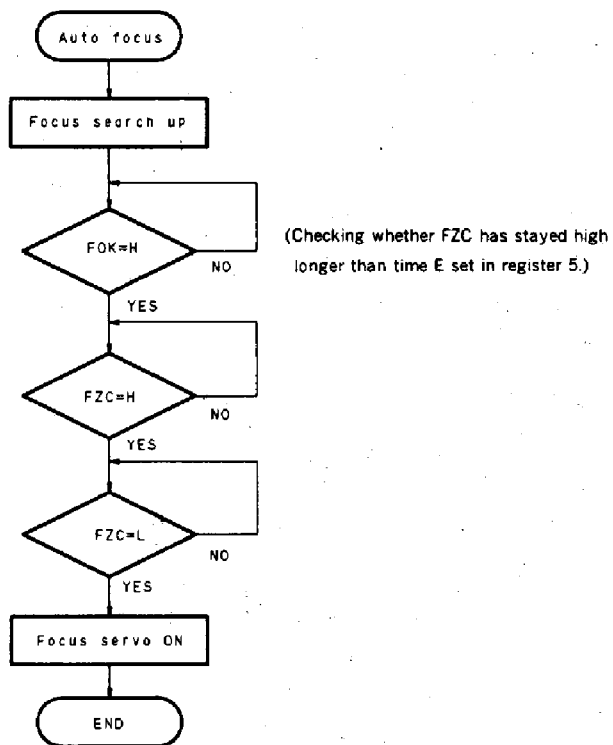 Auto focus
Focus search up
FOK=H
NO
(Checking whether FZC has stayed high
longer than time E set in register 5.)
YES
FZC=H
NO
YES
FZC=L
NO
YES
Focus servo ON
END